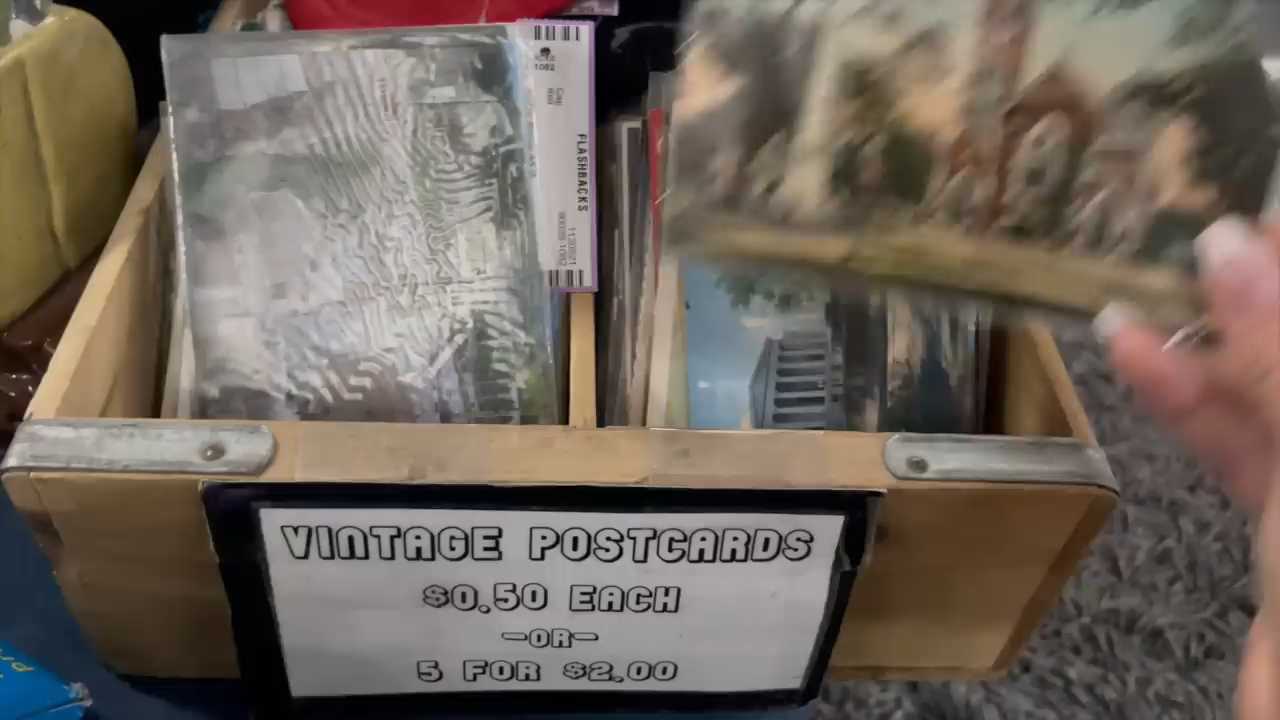 FLASHBACKS
VINTAGE POSTCARDS
$0.50 EACH
-OR-
5 FOR $2.00